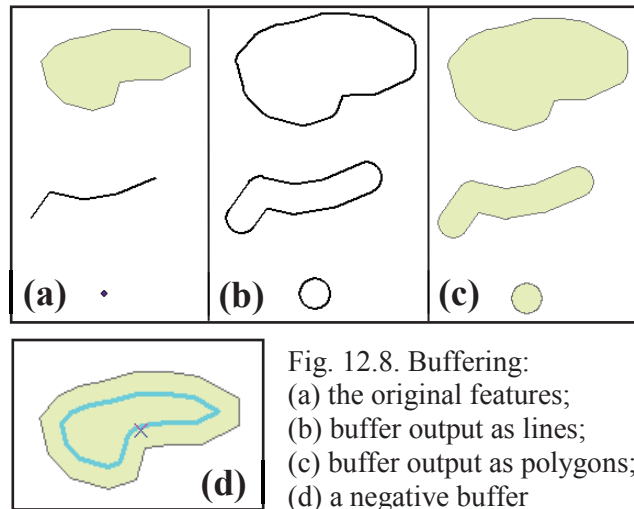 (a)
(b)
(c)
(d)
Fig. 12.8. Buffering:
(a) the original features;
(b) buffer output as lines;
(c) buffer output as polygons;
(d) a negative buffer